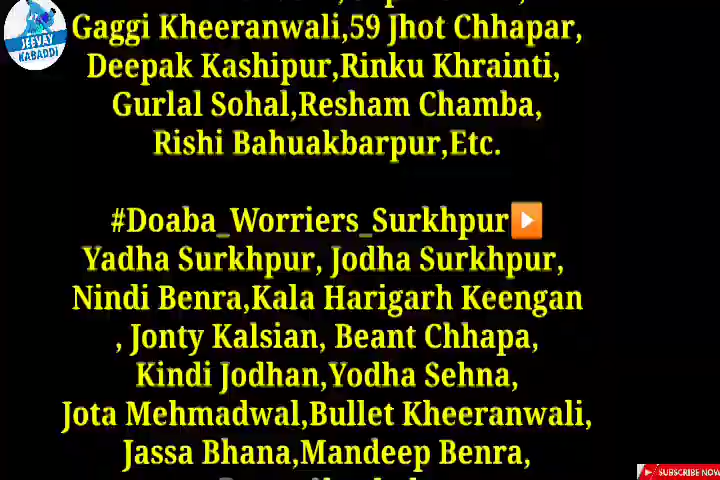 JEEVAY
KABADDI
Gaggi Kheeranwali,59 Jhot Chhapar,
Deepak Kashipur,Rinku Khrainti,
Gurlal Sohal,Resham Chamba,
Rishi Bahuakbarpur,Etc.
#Doaba_Worriers_Surkhpur▶️
Yadha Surkhpur, Jodha Surkhpur,
Nindi Benra,Kala Harigarh Keengan
, Jonty Kalsian, Beant Chhapa,
Kindi Jodhan,Yodha Sehna,
Jota Mehmadwal,Bullet Kheeranwali,
Jassa Bhana,Mandeep Benra,
SUBSCRIBE NOW